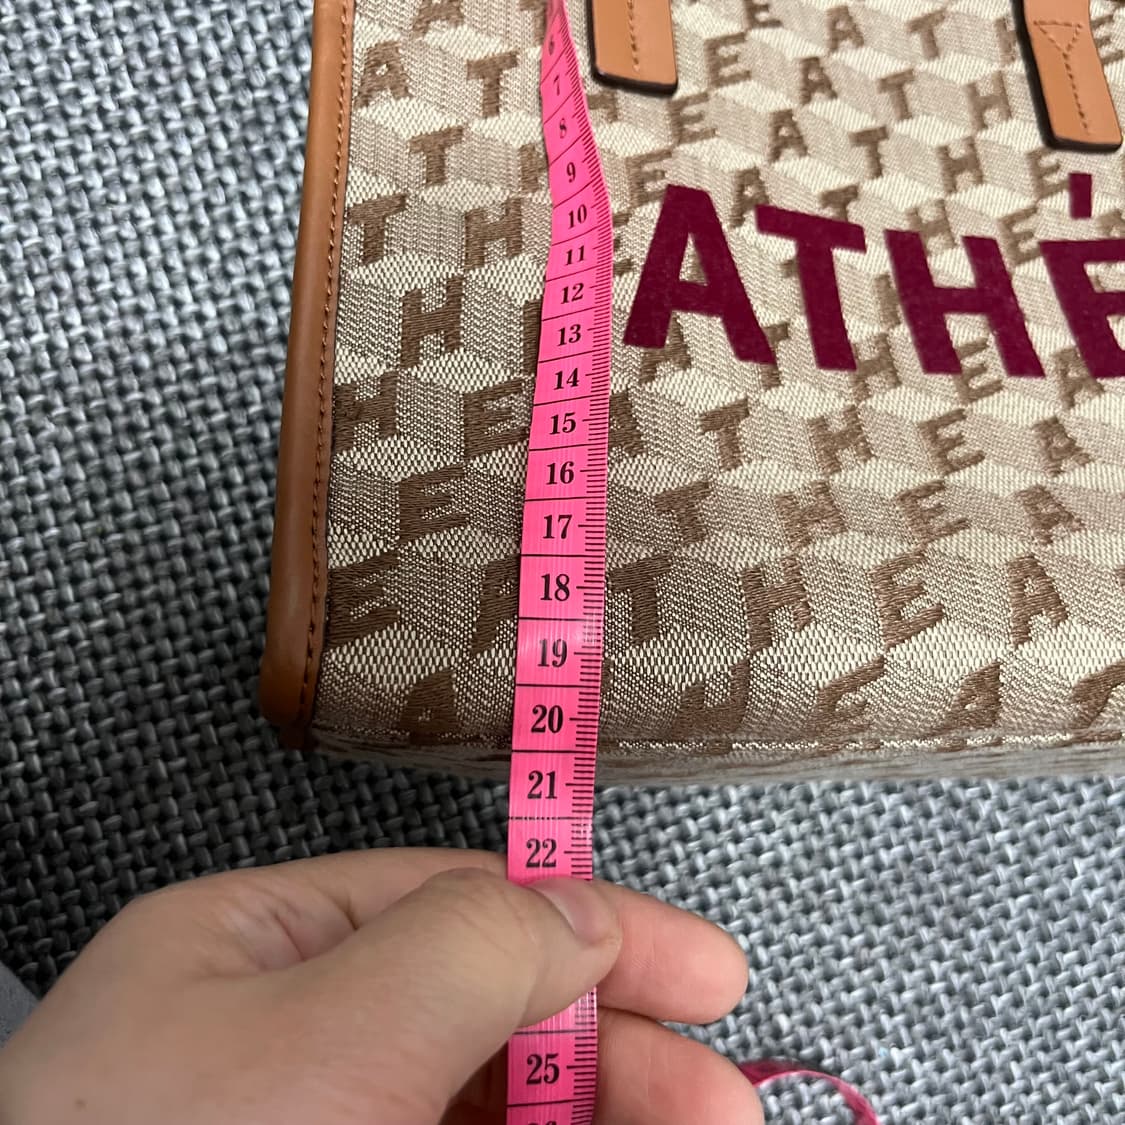 6
7
8
9
10
11
12
13
14
15
16
17
18
19
20
21
22
25
ATHÉ
E A T H E
A T H E A T H
T H E A T H E
T H E A T
H E A T H E A
H E A T H E A
E A T H E A
E A T H E A
A T H E A T